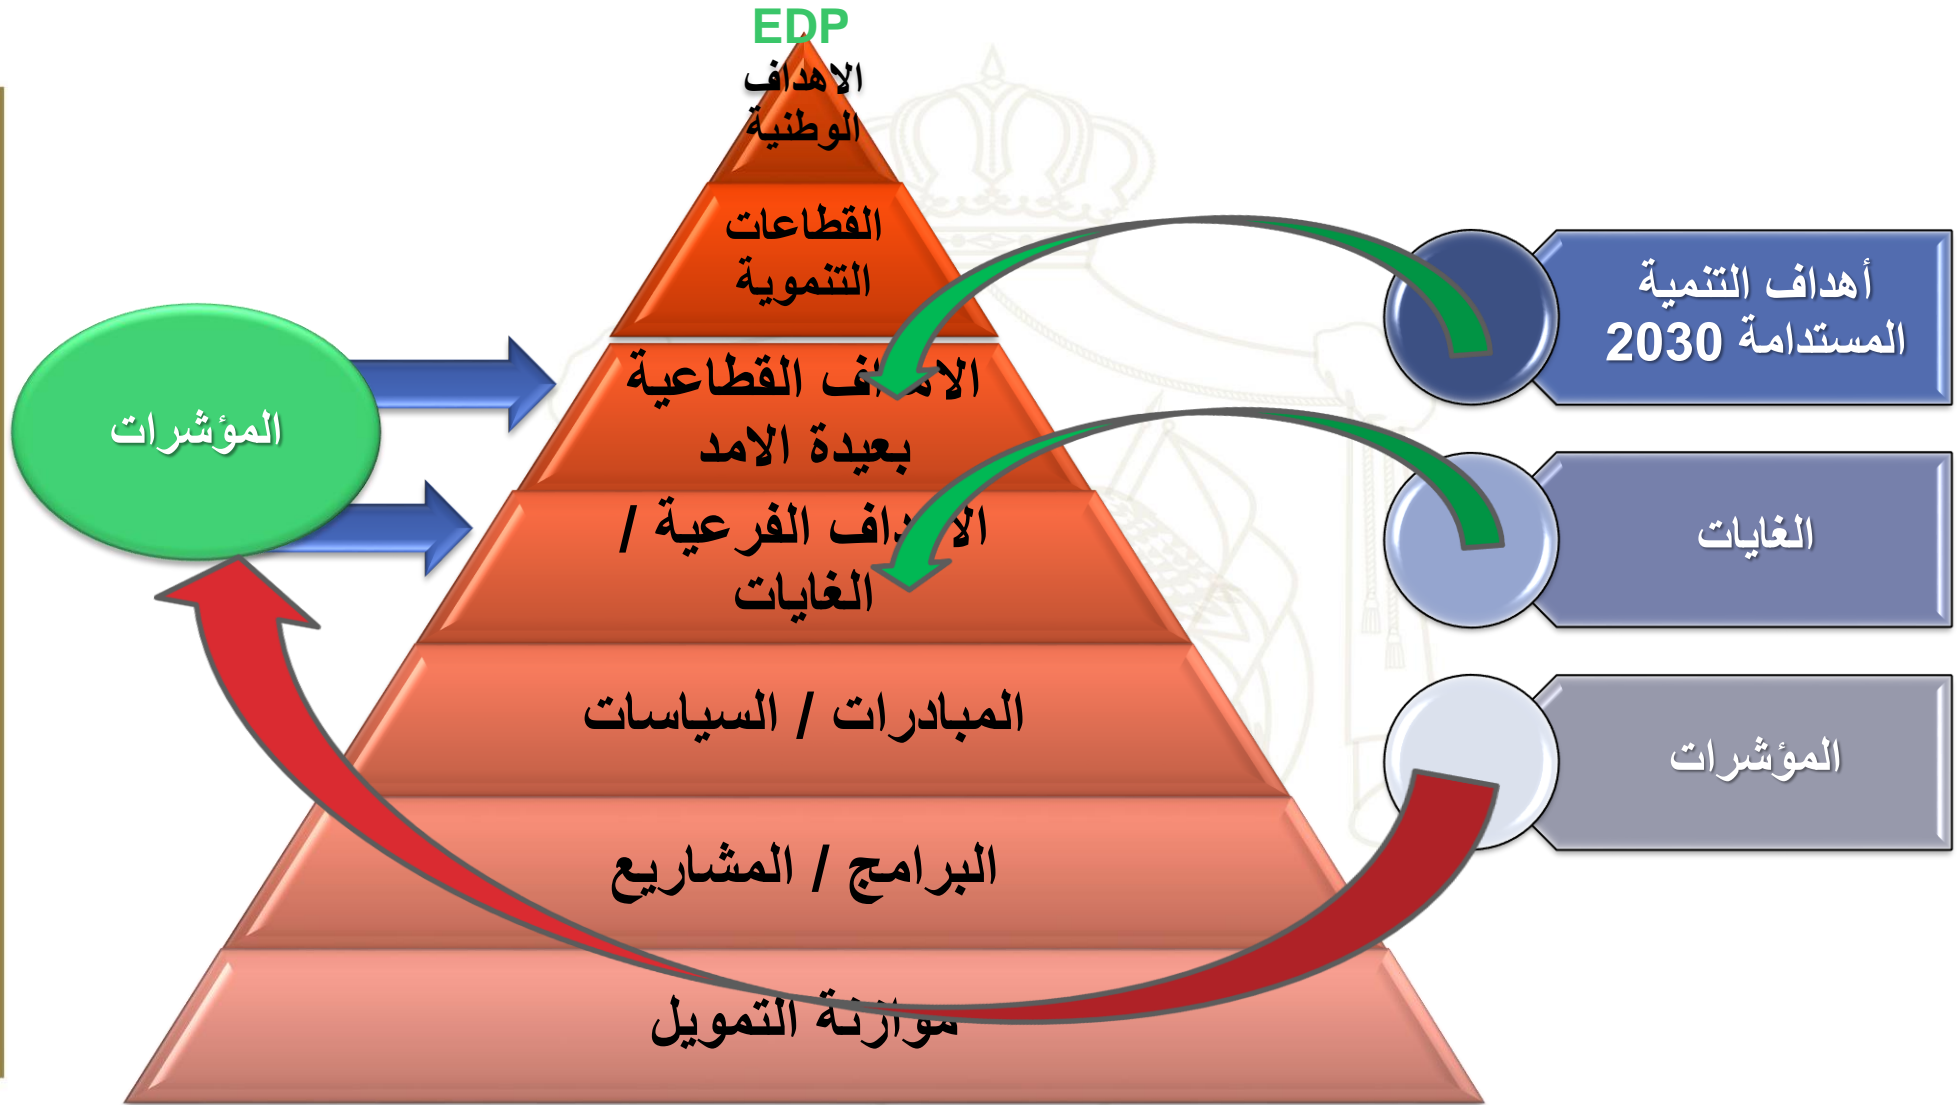 EDP
الاهداف
الوطنية
القطاعات
التنموية
الاهداف القطاعية
بعيدة الامد
الاهداف الفرعية /
الغايات
المبادرات / السياسات
البرامج / المشاريع
موازنة التمويل
أهداف التنمية
المستدامة 2030
الغايات
المؤشرات
المؤشرات